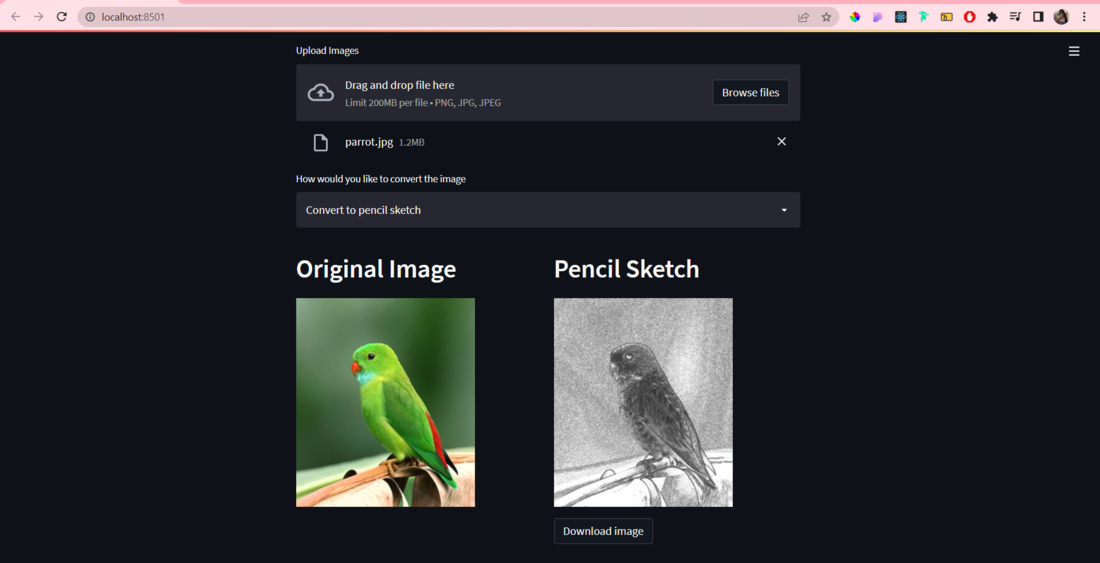 localhost:8501
Upload Images
Drag and drop file here
Limit 200MB per file • PNG, JPG, JPEG
Browse files
parrot.jpg 1.2MB
How would you like to convert the image
Convert to pencil sketch
Original Image
Pencil Sketch
Download image